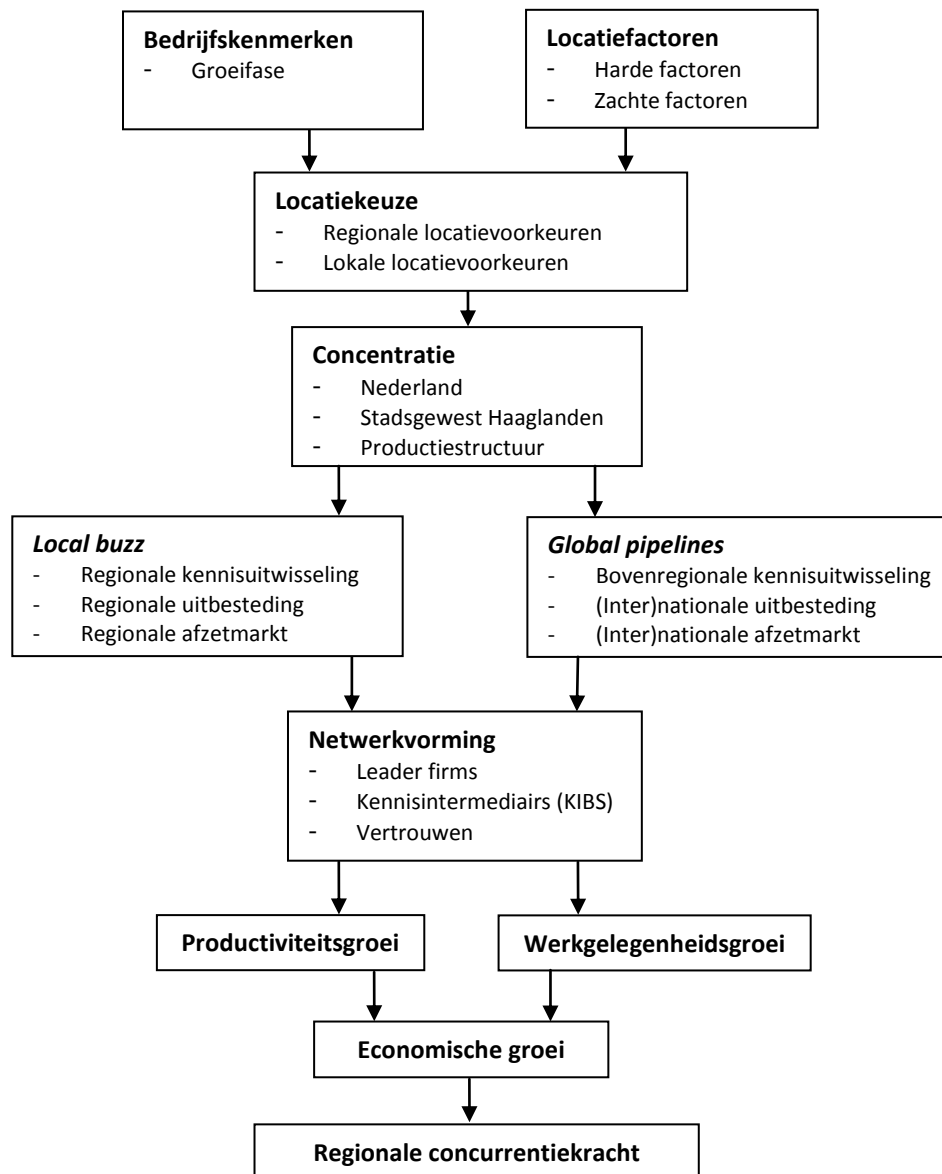 Bedrijfskenmerken
- Groeifase
Locatiefactoren
- Harde factoren
- Zachte factoren
Locatiekeuze
- Regionale locatievoorkeuren
- Lokale locatievoorkeuren
Concentratie
- Nederland
- Stadsgewest Haaglanden
- Productiestructuur
Local buzz
- Regionale kennisuitwisseling
- Regionale uitbesteding
- Regionale afzetmarkt
Global pipelines
- Bovenregionale kennisuitwisseling
- (Inter)nationale uitbesteding
- (Inter)nationale afzetmarkt
Netwerkvorming
- Leader firms
- Kennisintermediairs (KIBS)
- Vertrouwen
Productiviteitsgroei
Werkgelegenheidsgroei
Economische groei
Regionale concurrentiekracht